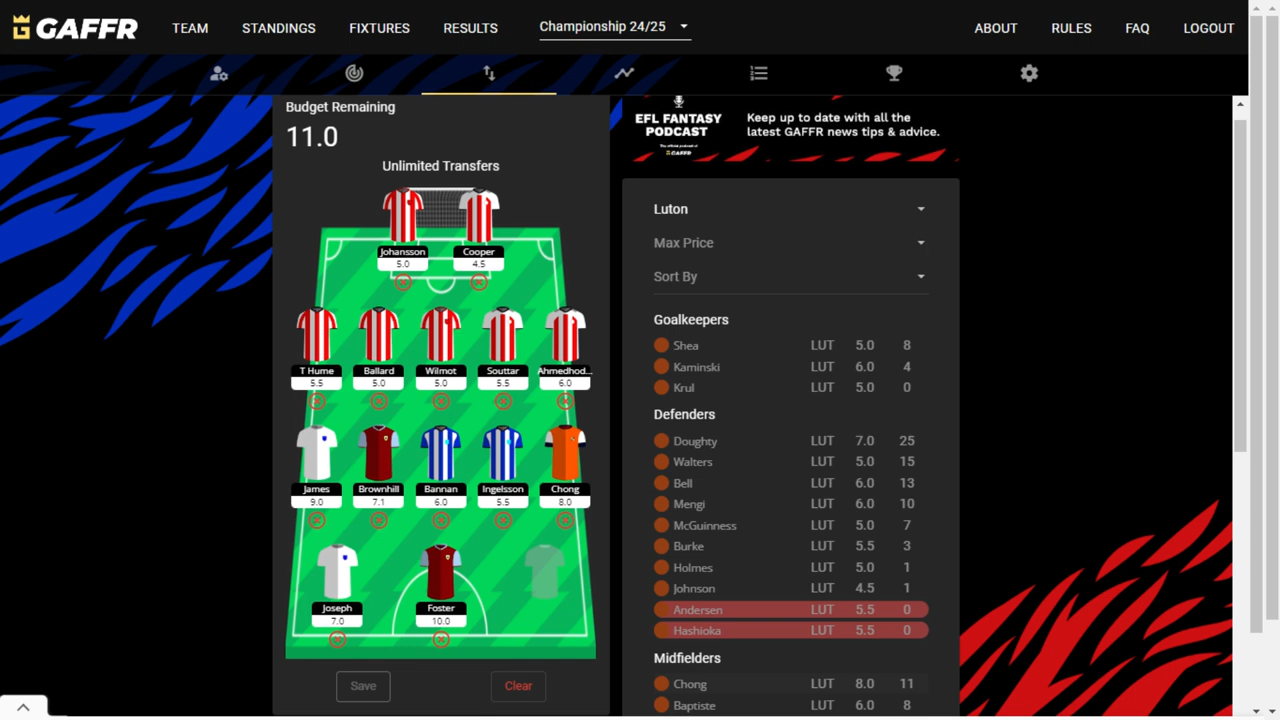 GAFFR TEAM STANDINGS FIXTURES RESULTS Championship 24/25 ABOUT RULES FAQ LOGOUT
Budget Remaining
11.0
Unlimited Transfers
Johansson Cooper
5.0 4.5
T Hume Ballard Wilmot Souttar Ahmedhod...
5.5 5.0 5.0 5.5 6.0
James Brownhill Bannan Ingelsson Chong
9.0 7.1 6.0 5.5 8.0
Joseph Foster
7.0 10.0
Save Clear
EFL FANTASY
PODCAST
The official podcast of
GAFFR
Keep up to date with all the
latest GAFFR news tips & advice.
Luton
Max Price
Sort By
Goalkeepers
Shea LUT 5.0 8
Kaminski LUT 6.0 4
Krul LUT 5.0 0
Defenders
Doughty LUT 7.0 25
Walters LUT 5.0 15
Bell LUT 6.0 13
Mengi LUT 6.0 10
McGuinness LUT 5.0 7
Burke LUT 5.5 3
Holmes LUT 5.0 1
Johnson LUT 4.5 1
Andersen LUT 5.5 0
Hashioka LUT 5.5 0
Midfielders
Chong LUT 8.0 11
Baptiste LUT 6.0 8